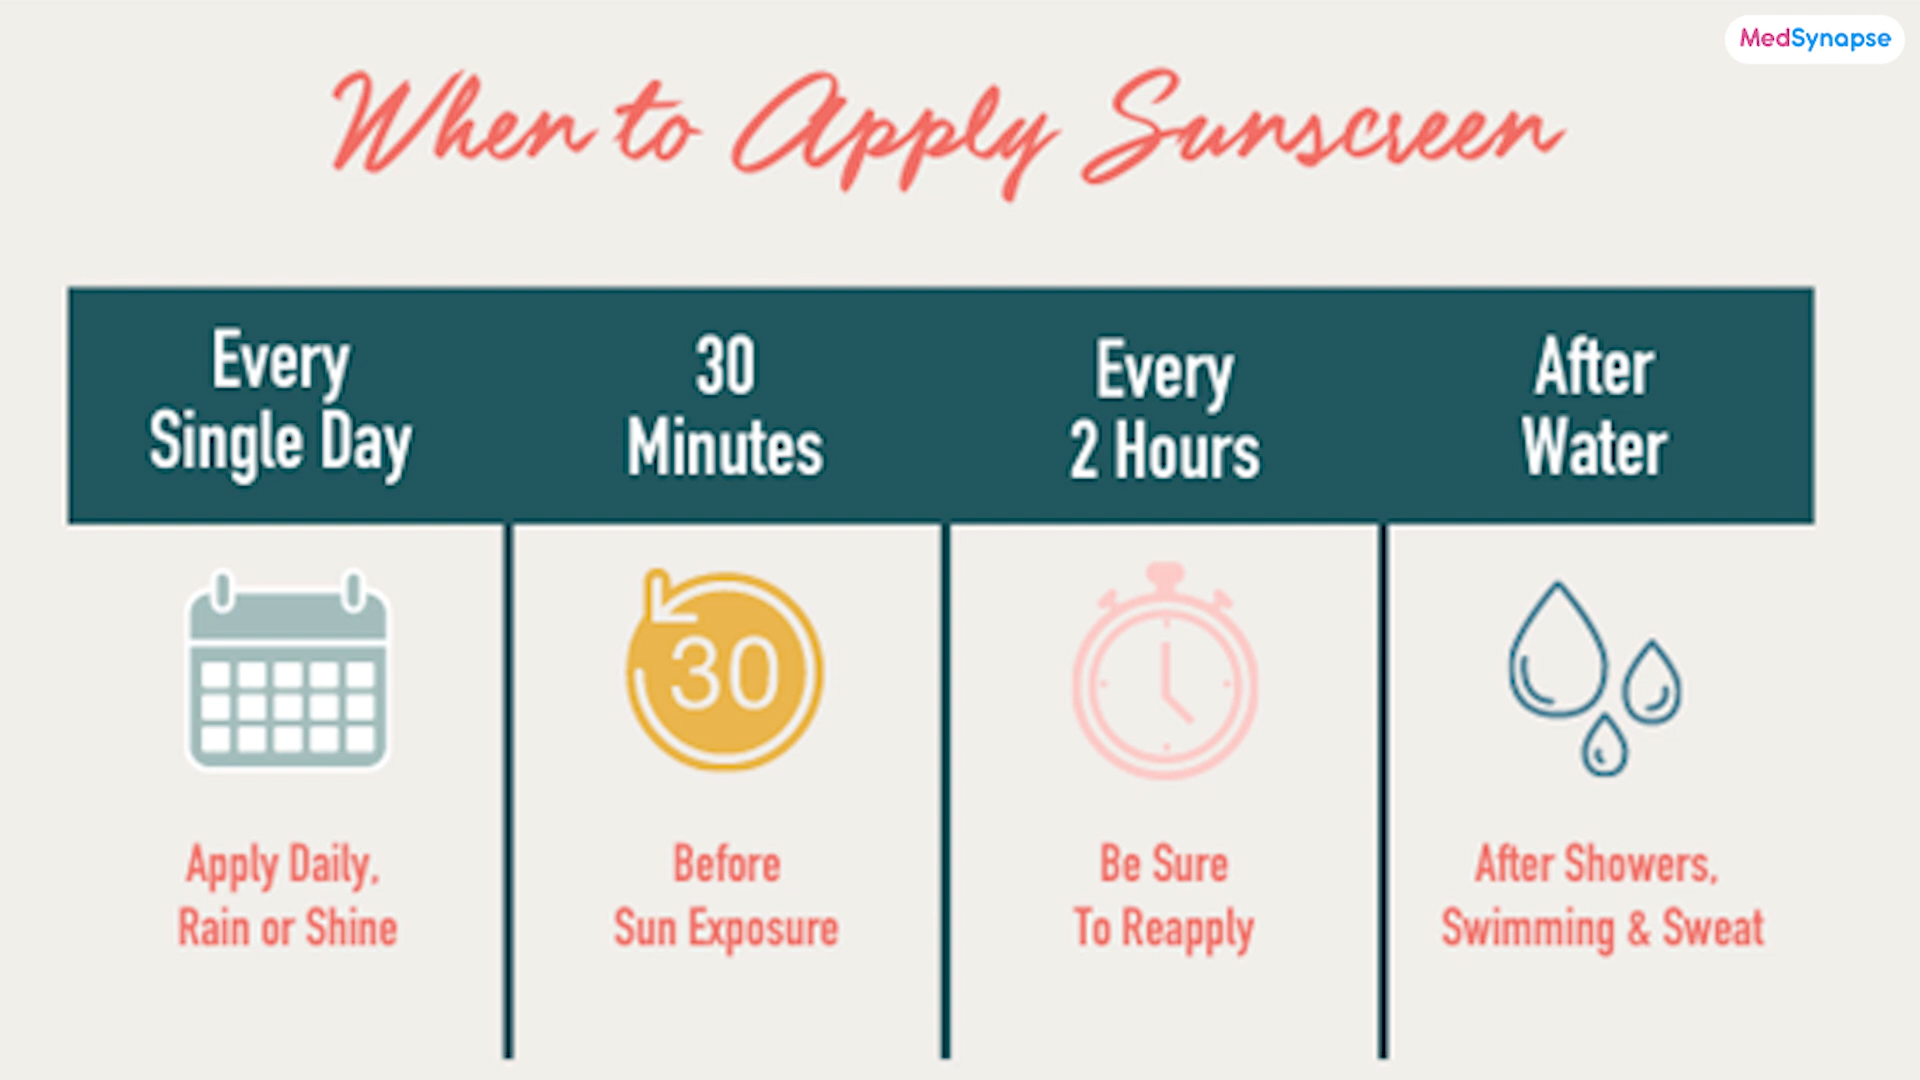 MedSynapse
When to Apply Sunscreen
Every
Single Day
30
Minutes
Every
2 Hours
After
Water
30
Apply Daily,
Rain or Shine
Before
Sun Exposure
Be Sure
To Reapply
After Showers,
Swimming & Sweat